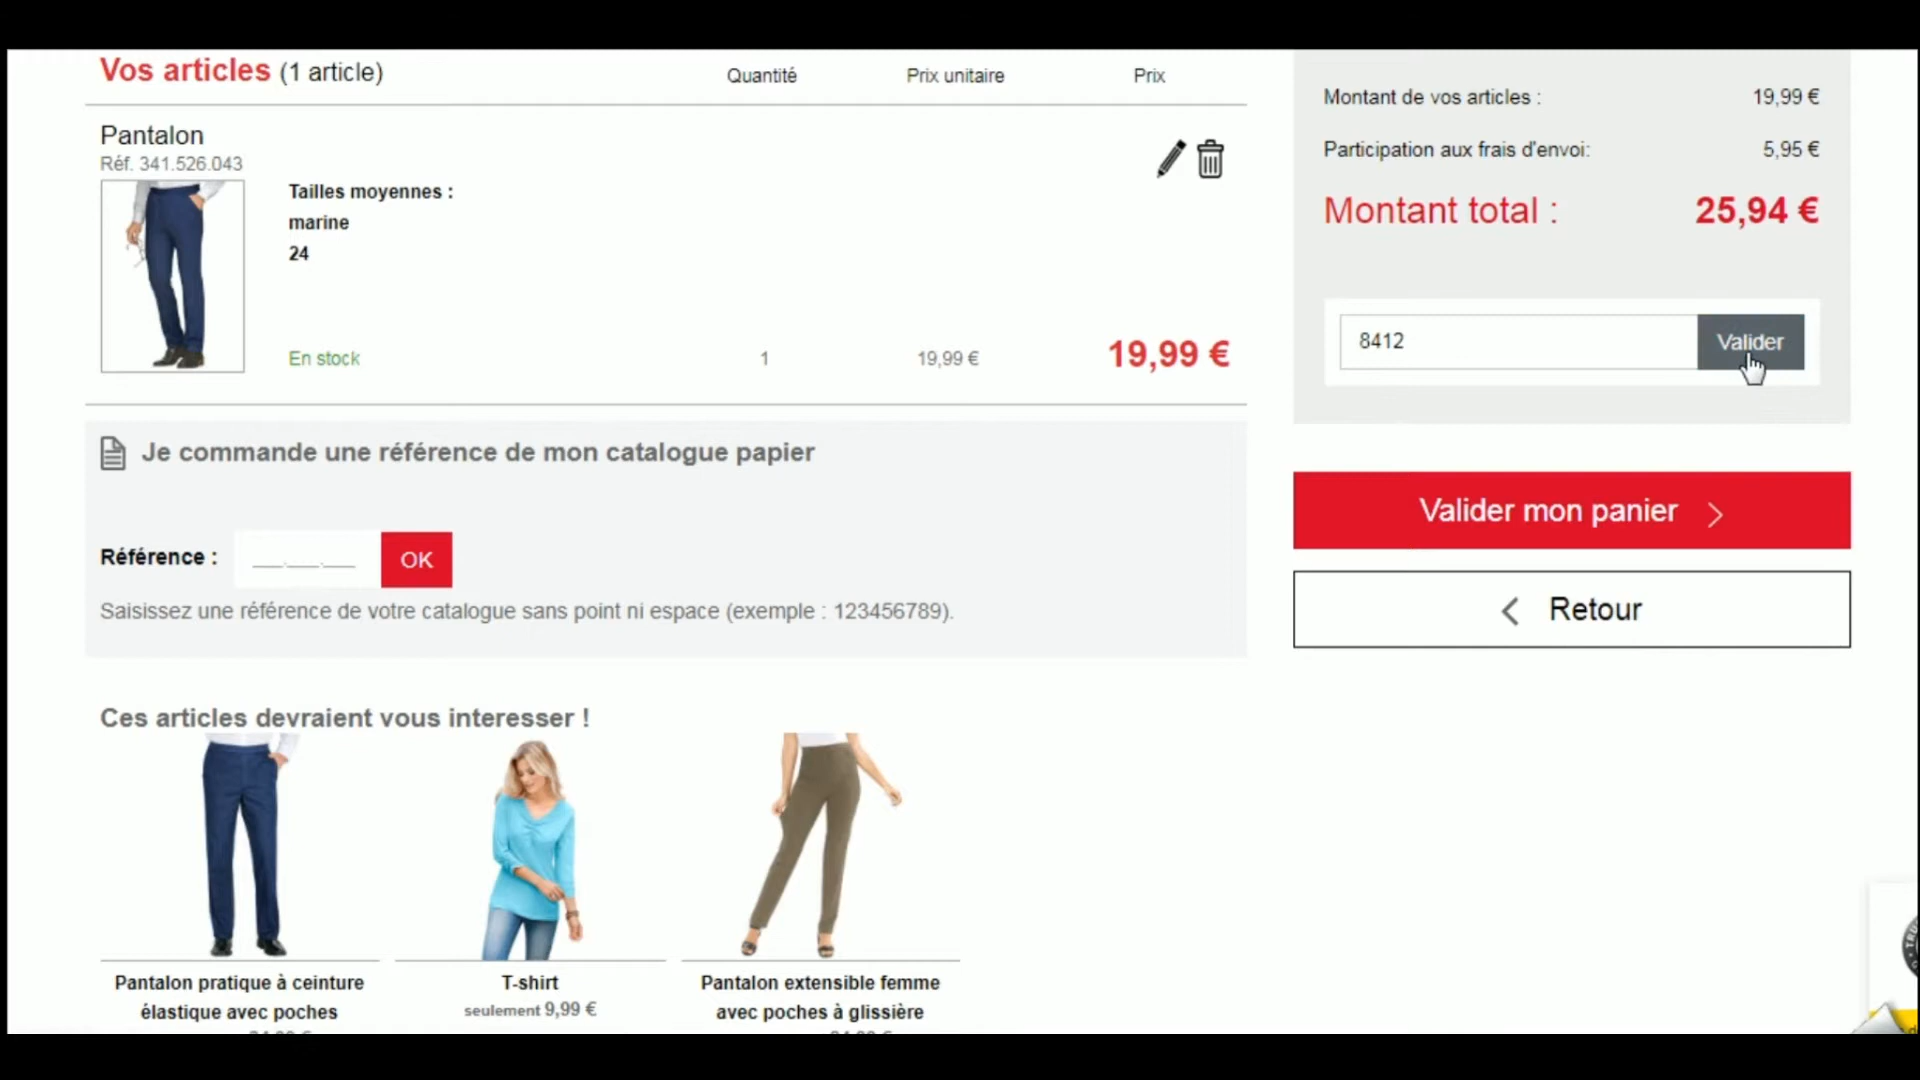 Vos articles (1 article) Quantité Prix unitaire Prix
Pantalon
Réf. 341.526.043
Tailles moyennes :
marine
24
En stock 1 19,99 € 19,99 €
Je commande une référence de mon catalogue papier
Référence : ___.___.___ OK
Saisissez une référence de votre catalogue sans point ni espace (exemple : 123456789).
Ces articles devraient vous interesser !
Pantalon pratique à ceinture
élastique avec poches
T-shirt
seulement 9,99 €
Pantalon extensible femme
avec poches à glissière
Montant de vos articles : 19,99 €
Participation aux frais d'envoi: 5,95 €
Montant total : 25,94 €
8412 Valider
Valider mon panier
Retour